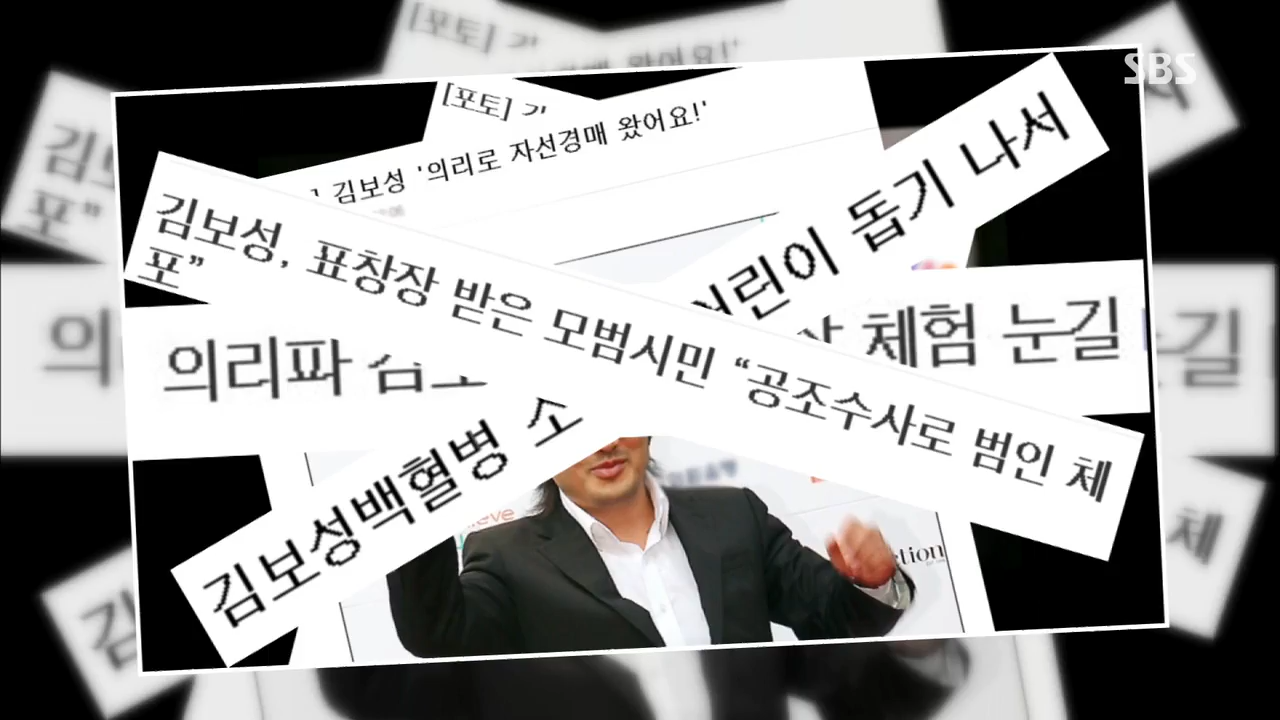 SBS
[포토]
김보성 '의리로 자선경매 왔어요!'
어린이 돕기 나서
김보성, 표창장 받은 모범시민 “공조수사로 범인 체
포”
의리파
체험 눈길
김보성백혈병 소